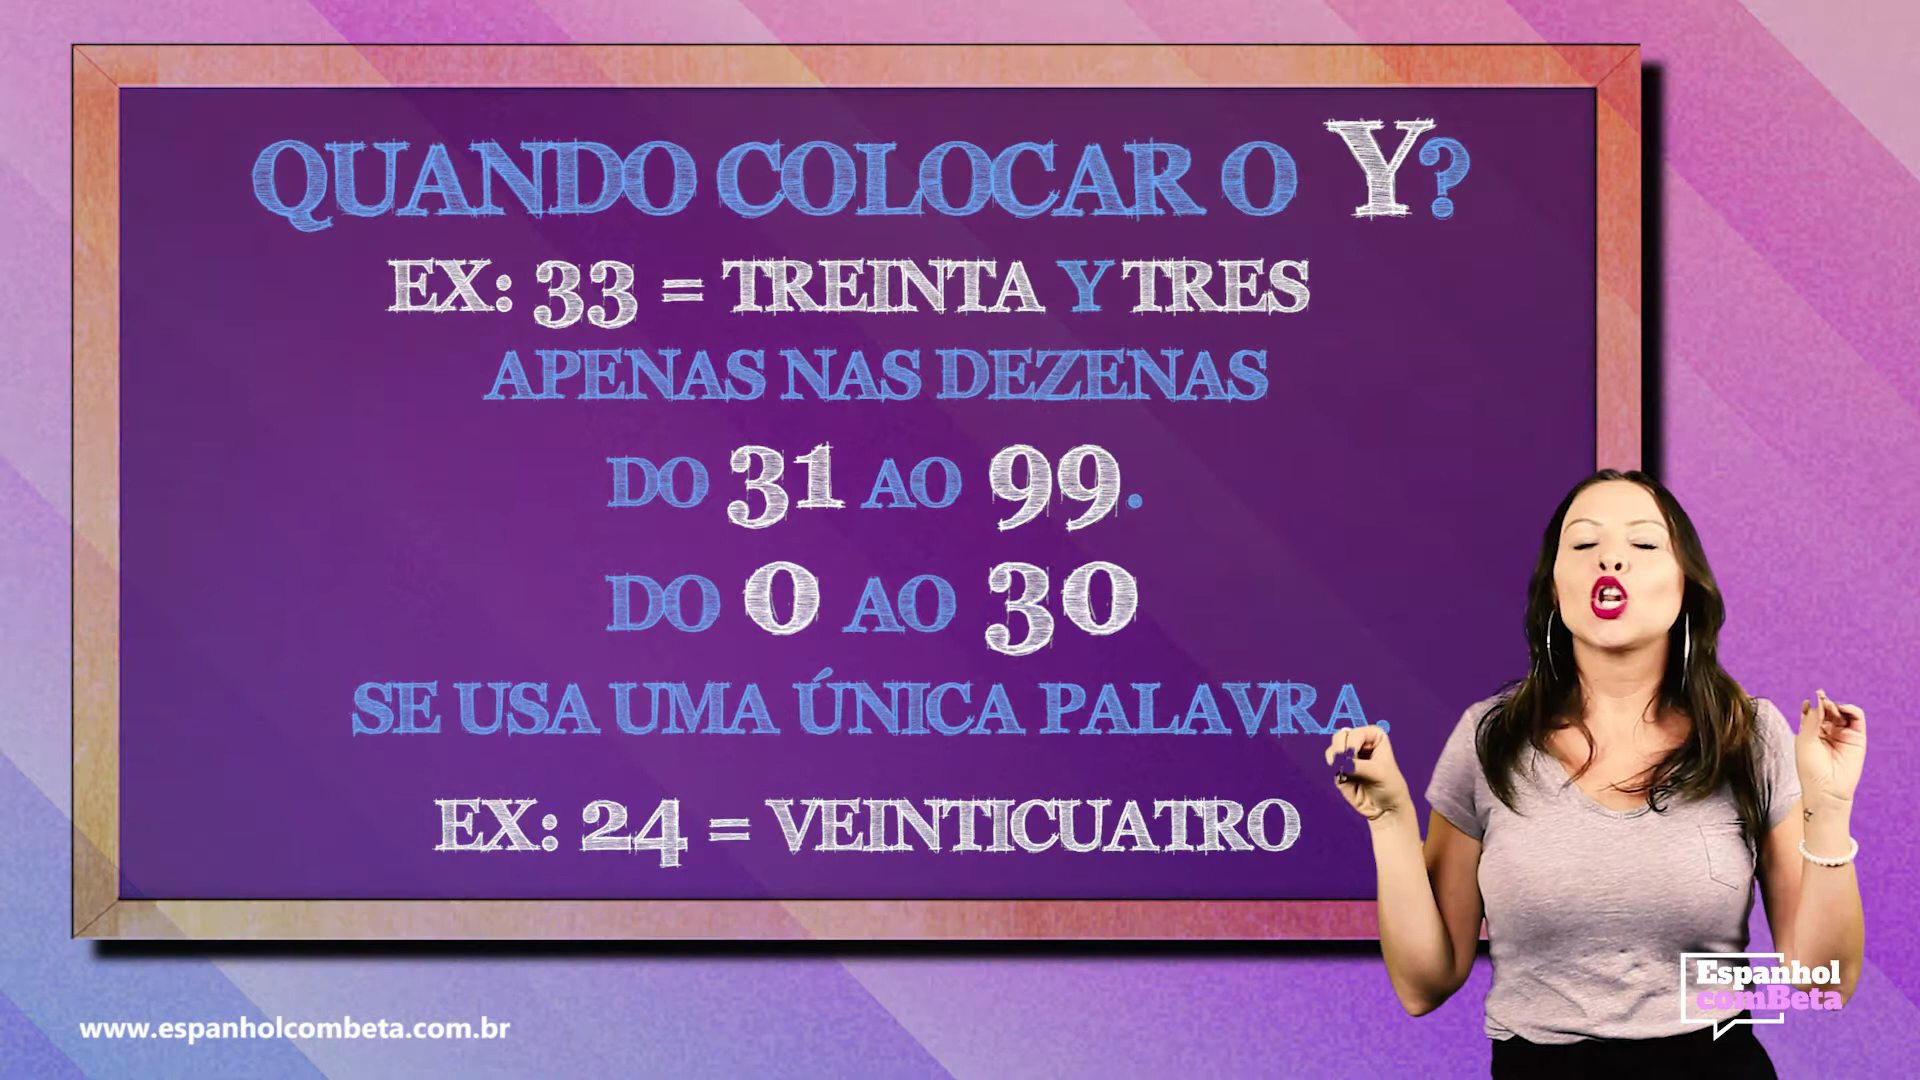 QUANDO COLOCAR O Y?
EX: 33 = TREINTA Y TRES
APENAS NAS DEZENAS
DO 31 AO 99.
DO 0 AO 30
SE USA UMA ÚNICA PALAVRA.
EX: 24 = VEINTICUATRO
Espanhol
comBeta
www.espanholcombeta.com.br